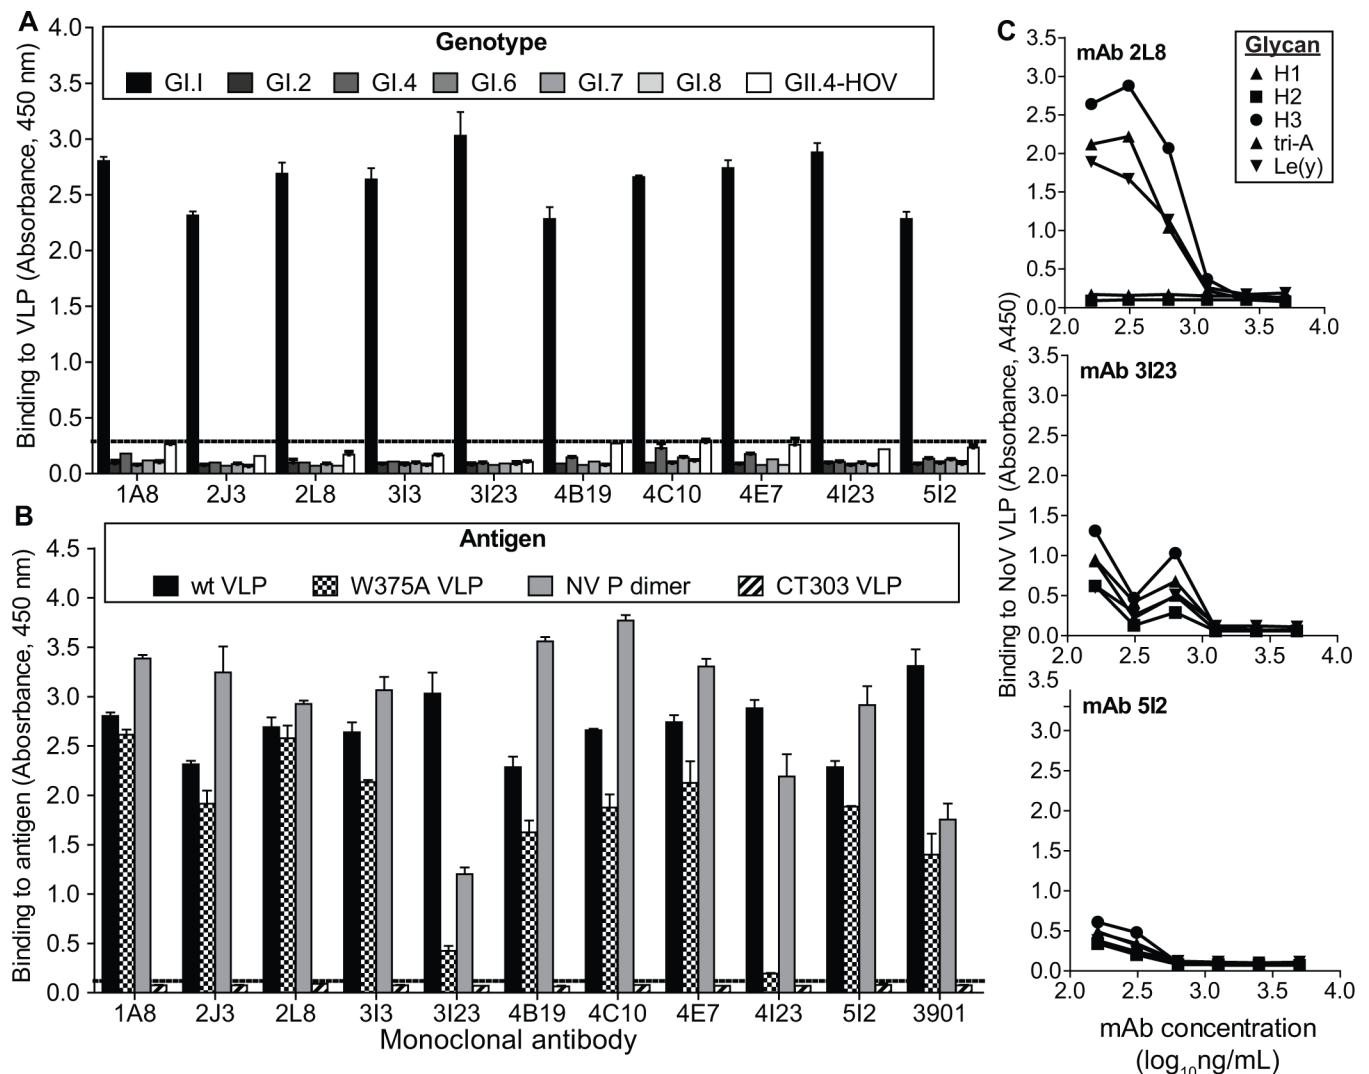 A
Binding to VLP (Absorbance, 450 nm)
4.0
3.5
3.0
2.5
2.0
1.5
1.0
0.5
0.0
Genotype
GI.I GI.2 GI.4 GI.6 GI.7 GI.8 GII.4-HOV
1A8 2J3 2L8 3I3 3I23 4B19 4C10 4E7 4I23 5I2
B
Binding to antigen (Abosrbance, 450 nm)
4.5
4.0
3.5
3.0
2.5
2.0
1.5
1.0
0.5
0.0
Antigen
wt VLP W375A VLP NV P dimer CT303 VLP
1A8 2J3 2L8 3I3 3I23 4B19 4C10 4E7 4I23 5I2 3901
Monoclonal antibody
C
Binding to NoV VLP (Absorbance, A450)
mAb 2L8
3.5
3.0
2.5
2.0
1.5
1.0
0.5
0.0
2.0 2.5 3.0 3.5 4.0
Glycan
H1
H2
H3
tri-A
Le(y)
mAb 3I23
3.5
3.0
2.5
2.0
1.5
1.0
0.5
0.0
2.0 2.5 3.0 3.5 4.0
mAb 5I2
3.5
3.0
2.5
2.0
1.5
1.0
0.5
0.0
2.0 2.5 3.0 3.5 4.0
mAb concentration
(log10ng/mL)